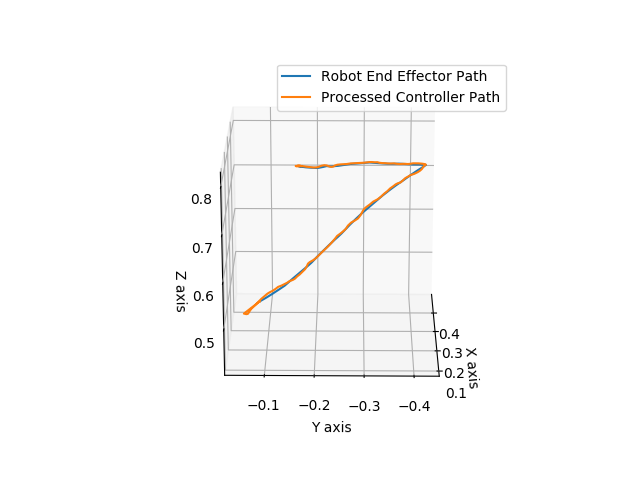 Robot End Effector Path
Processed Controller Path
0.8
0.7
0.6
0.5
Z axis
0.4
0.3
0.2
0.1
X axis
−0.1 −0.2 −0.3 −0.4
Y axis